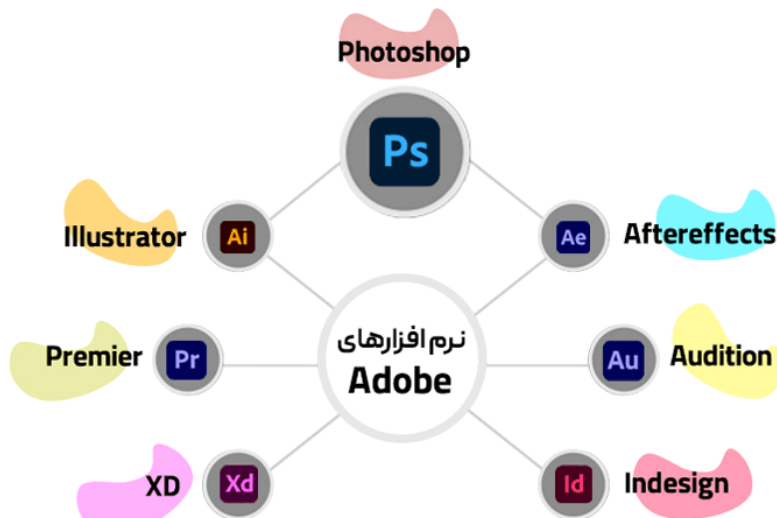 Photoshop
Ps
Illustrator
Ai
Ae
Aftereffects
نرم افزارهای
Adobe
Premier
Pr
Au
Audition
XD
Xd
Id
Indesign